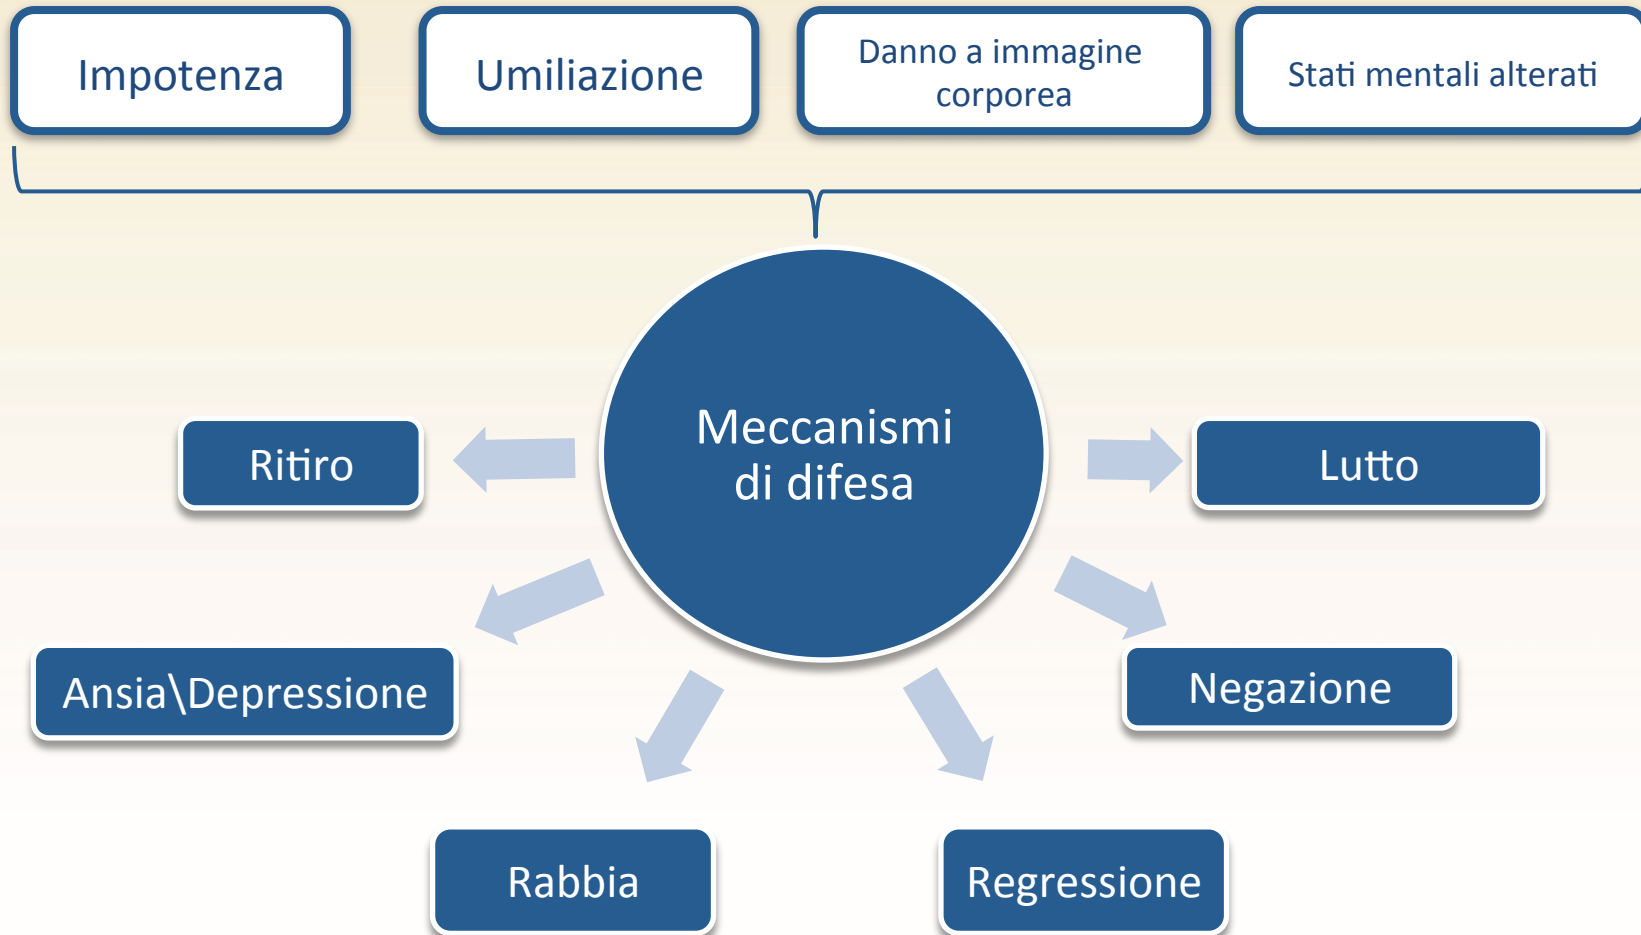 Impotenza
Umiliazione
Danno a immagine
corporea
Stati mentali alterati
Meccanismi
di difesa
Ritiro
Lutto
Ansia\Depressione
Negazione
Rabbia
Regressione